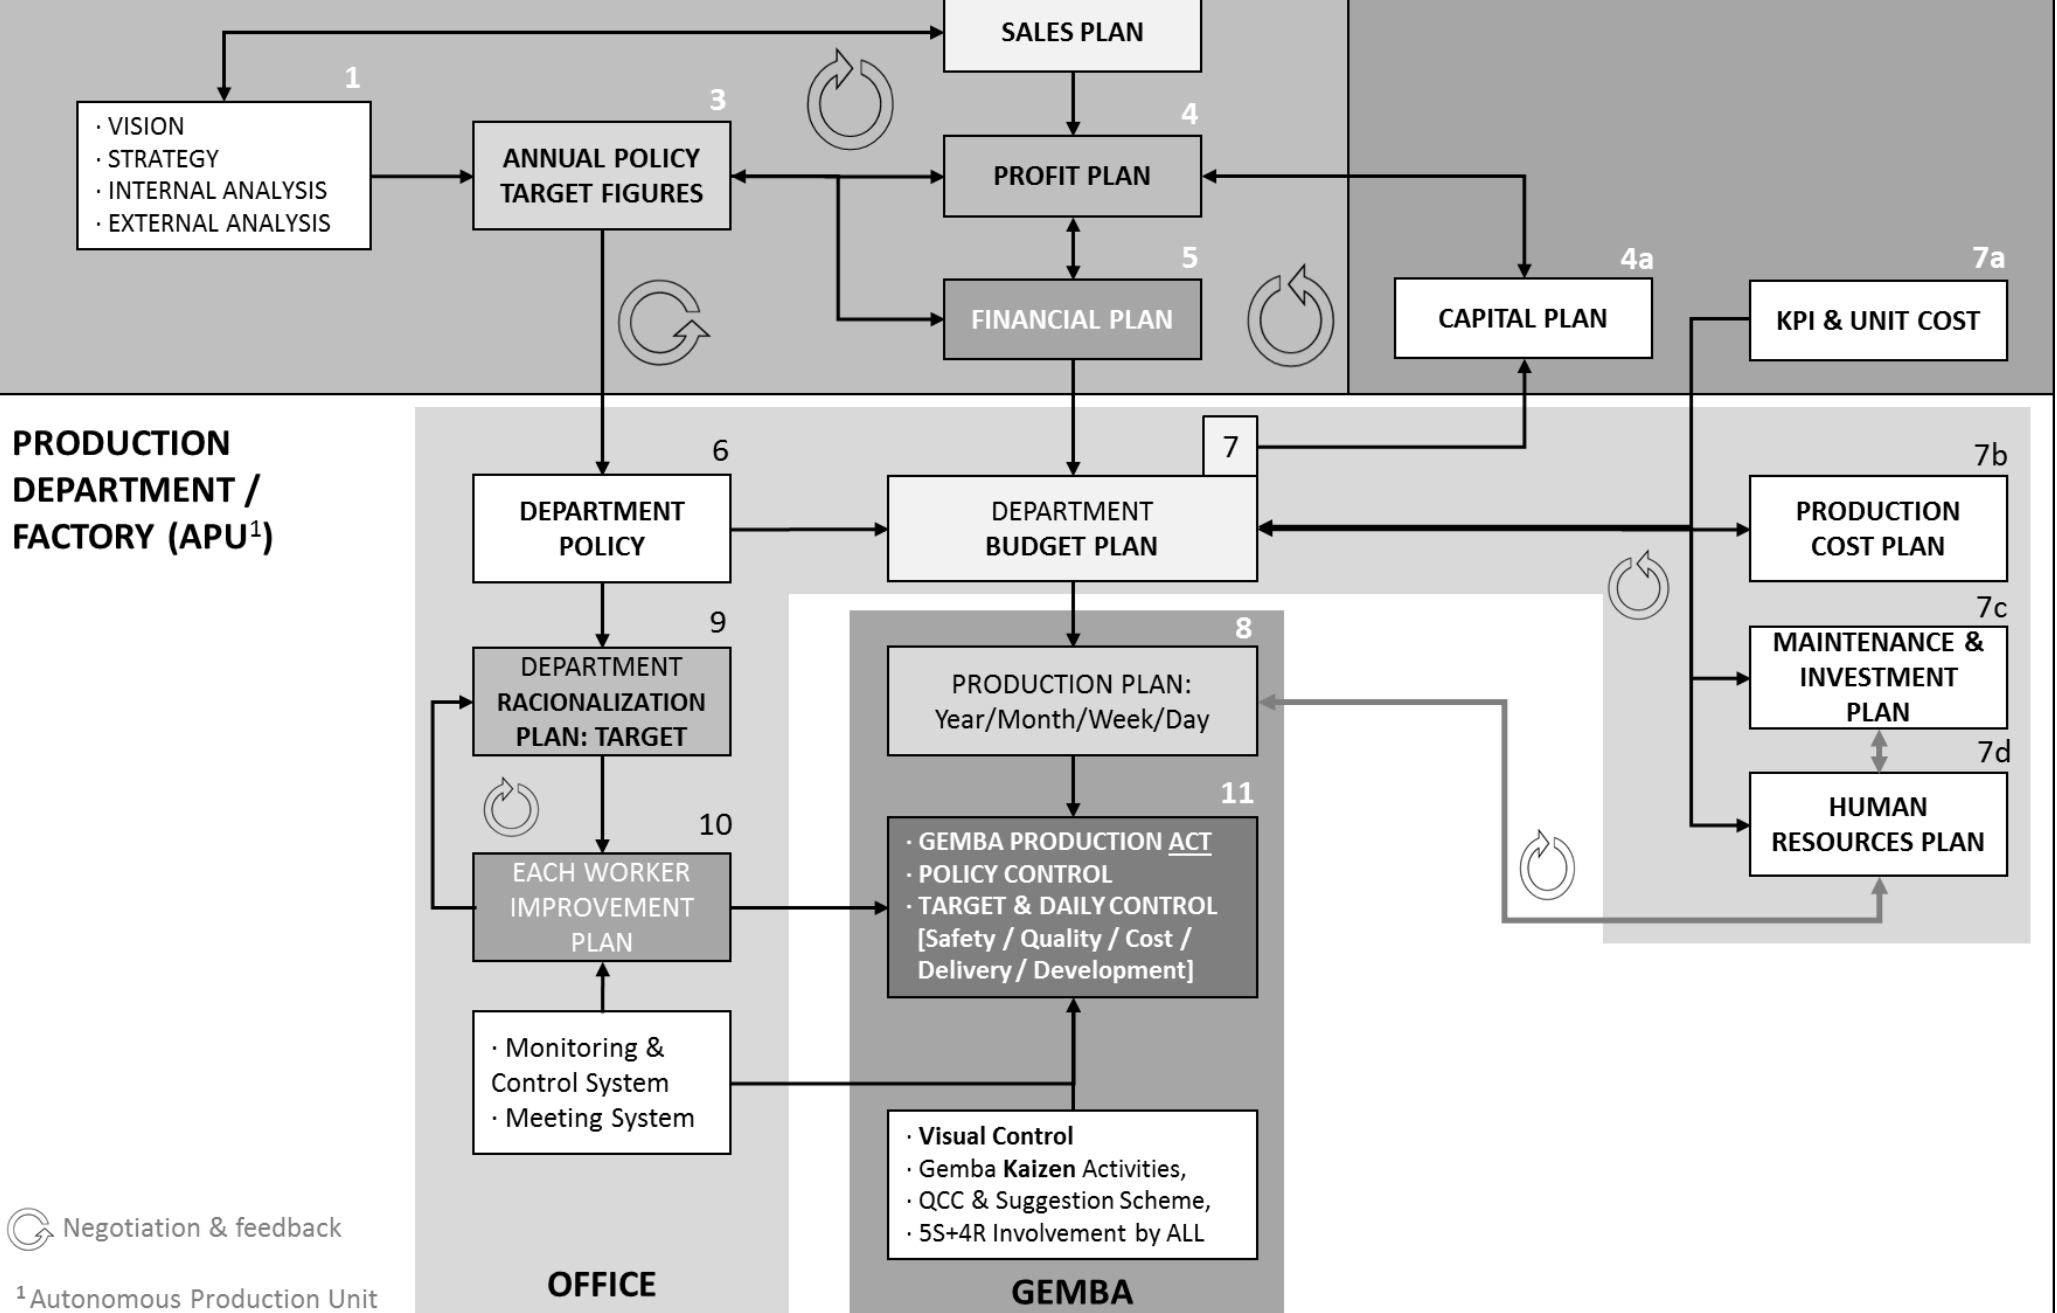 SALES PLAN
1
· VISION
· STRATEGY
· INTERNAL ANALYSIS
· EXTERNAL ANALYSIS
3
ANNUAL POLICY
TARGET FIGURES
4
PROFIT PLAN
5
FINANCIAL PLAN
4a
CAPITAL PLAN
7a
KPI & UNIT COST
PRODUCTION
DEPARTMENT /
FACTORY (APU¹)
6
DEPARTMENT
POLICY
7
DEPARTMENT
BUDGET PLAN
7b
PRODUCTION
COST PLAN
7c
MAINTENANCE &
INVESTMENT
PLAN
7d
HUMAN
RESOURCES PLAN
9
DEPARTMENT
RACIONALIZATION
PLAN: TARGET
8
PRODUCTION PLAN:
Year/Month/Week/Day
10
EACH WORKER
IMPROVEMENT
PLAN
11
· GEMBA PRODUCTION ACT
· POLICY CONTROL
· TARGET & DAILY CONTROL
[Safety / Quality / Cost /
Delivery / Development]
· Monitoring &
Control System
· Meeting System
· Visual Control
· Gemba Kaizen Activities,
· QCC & Suggestion Scheme,
· 5S+4R Involvement by ALL
Negotiation & feedback
¹ Autonomous Production Unit
OFFICE
GEMBA